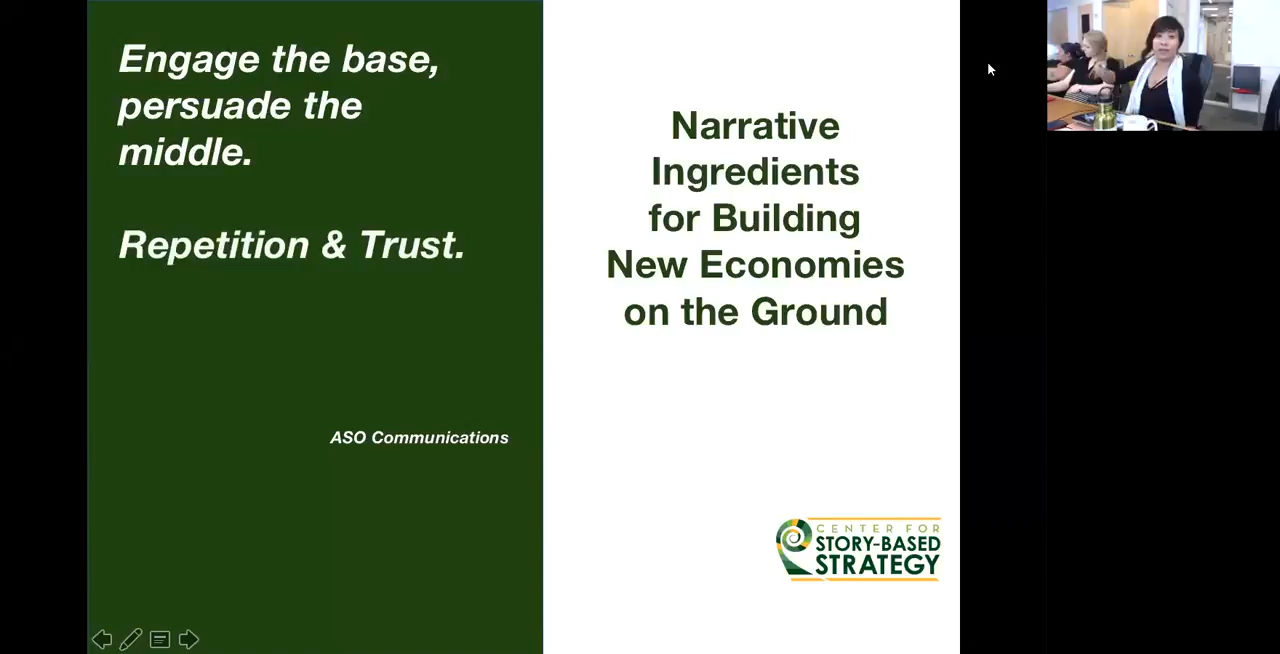 Engage the base,
persuade the
middle.
Repetition & Trust.
ASO Communications
Narrative
Ingredients
for Building
New Economies
on the Ground
CENTER FOR
STORY-BASED
STRATEGY